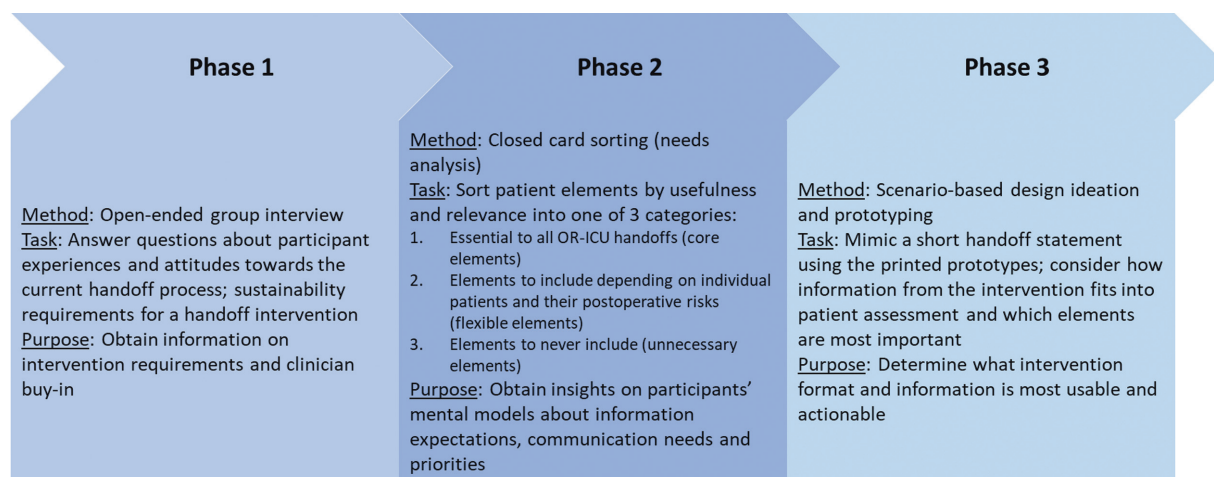 Phase 1
Method: Open-ended group interview
Task: Answer questions about participant
experiences and attitudes towards the
current handoff process; sustainability
requirements for a handoff intervention
Purpose: Obtain information on
intervention requirements and clinician
buy-in
Phase 2
Method: Closed card sorting (needs
analysis)
Task: Sort patient elements by usefulness
and relevance into one of 3 categories:
1. Essential to all OR-ICU handoffs (core
elements)
2. Elements to include depending on individual
patients and their postoperative risks
(flexible elements)
3. Elements to never include (unnecessary
elements)
Purpose: Obtain insights on participants’
mental models about information
expectations, communication needs and
priorities
Phase 3
Method: Scenario-based design ideation
and prototyping
Task: Mimic a short handoff statement
using the printed prototypes; consider how
information from the intervention fits into
patient assessment and which elements
are most important
Purpose: Determine what intervention
format and information is most usable and
actionable